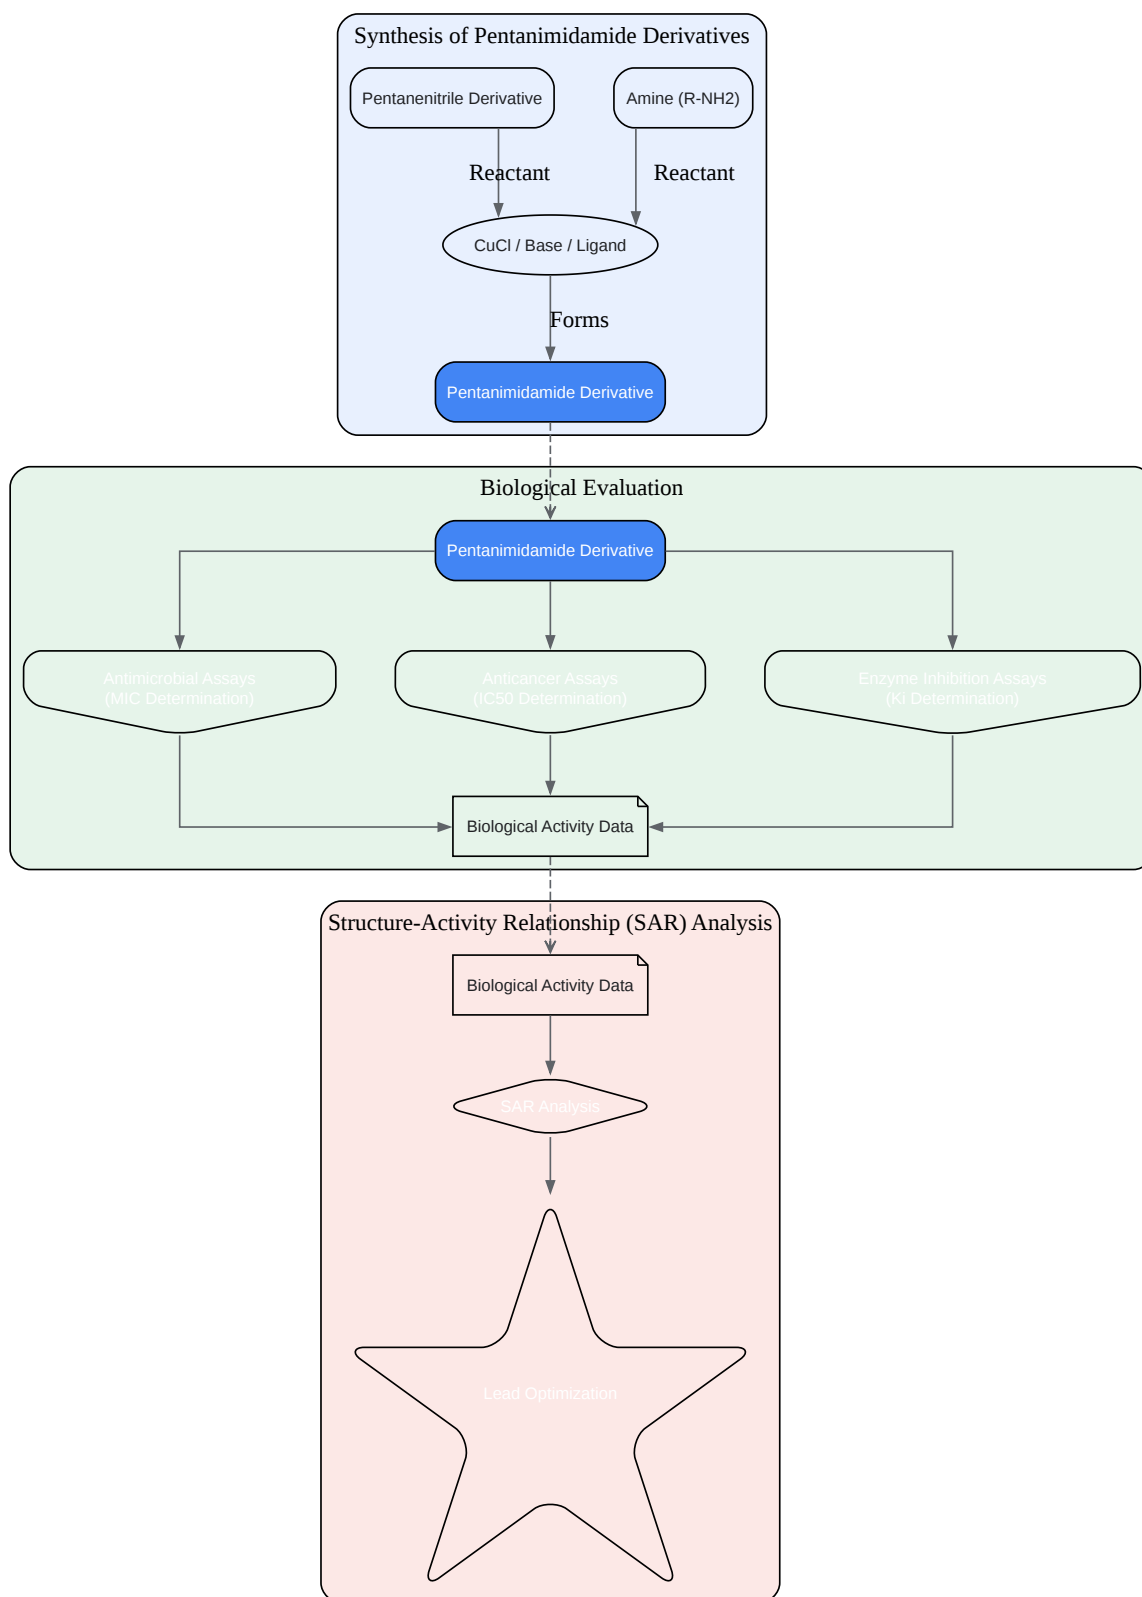 Synthesis of Pentanimidamide Derivatives
Pentanenitrile Derivative
Amine (R-NH2)
Reactant
Reactant
CuCl / Base / Ligand
Forms
Pentanimidamide Derivative
Biological Evaluation
Pentanimidamide Derivative
Antimicrobial Assays
(MIC Determination)
Anticancer Assays
(IC50 Determination)
Enzyme Inhibition Assays
(Ki Determination)
Biological Activity Data
Structure-Activity Relationship (SAR) Analysis
Biological Activity Data
SAR Analysis
Lead Optimization